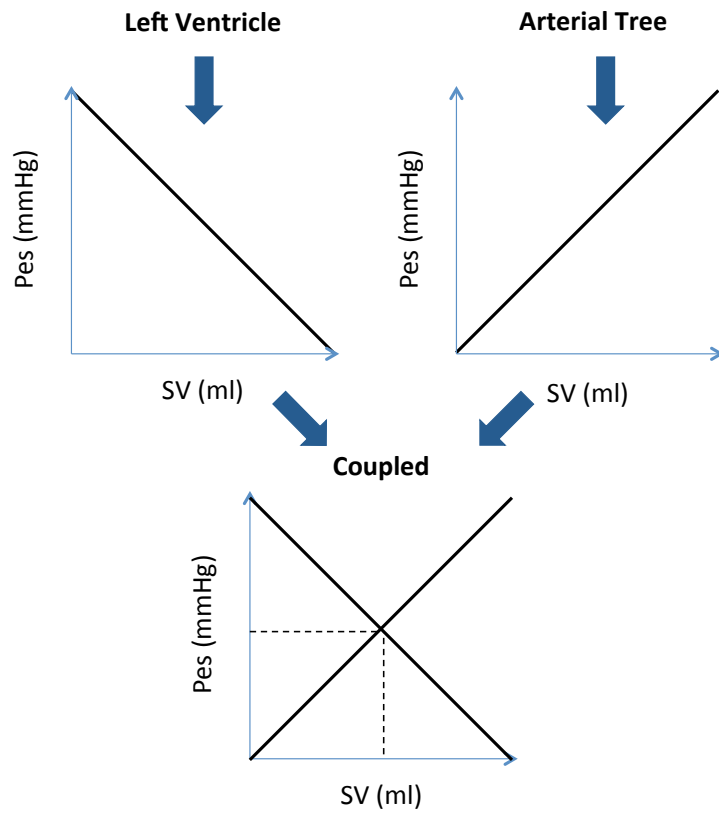 Left Ventricle
Arterial Tree
Pes (mmHg)
SV (ml)
Pes (mmHg)
SV (ml)
Coupled
Pes (mmHg)
SV (ml)